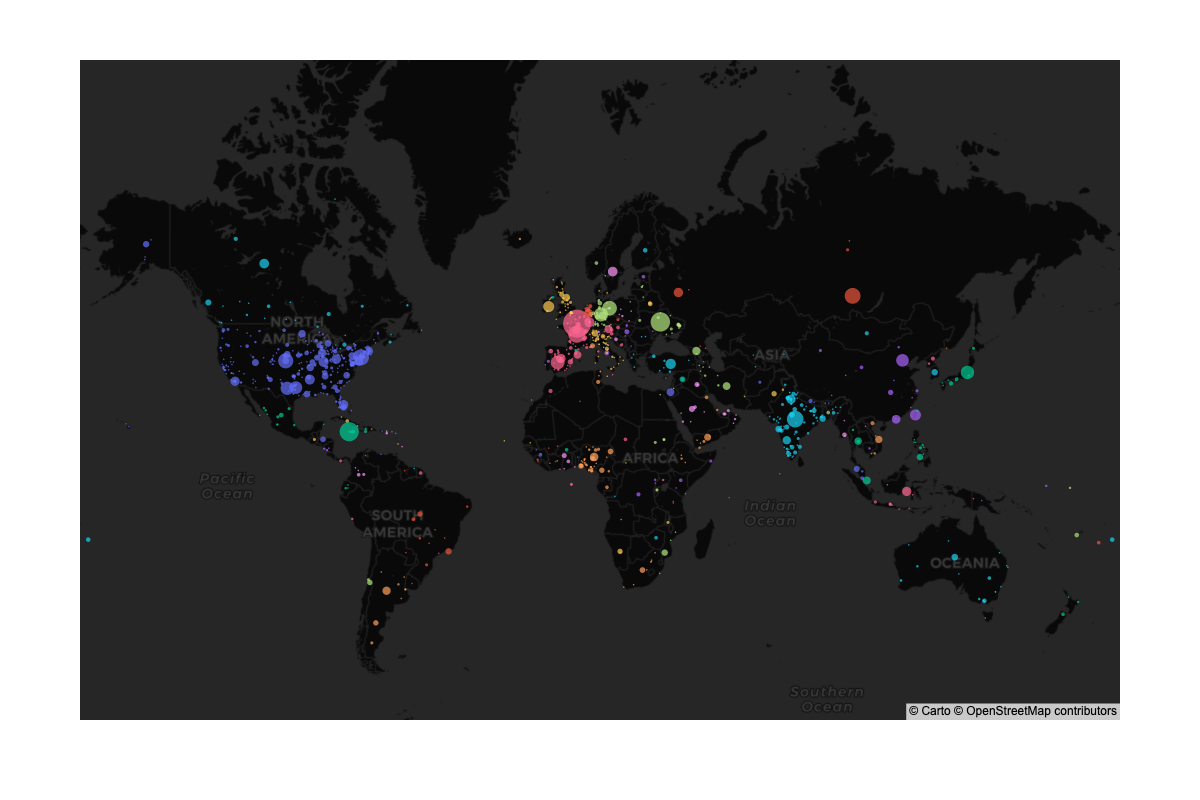 NORTH
AMERICA
ASIA
AFRICA
Pacific
Ocean
SOUTH
AMERICA
Indian
Ocean
OCEANIA
Southern
Ocean
© Carto © OpenStreetMap contributors